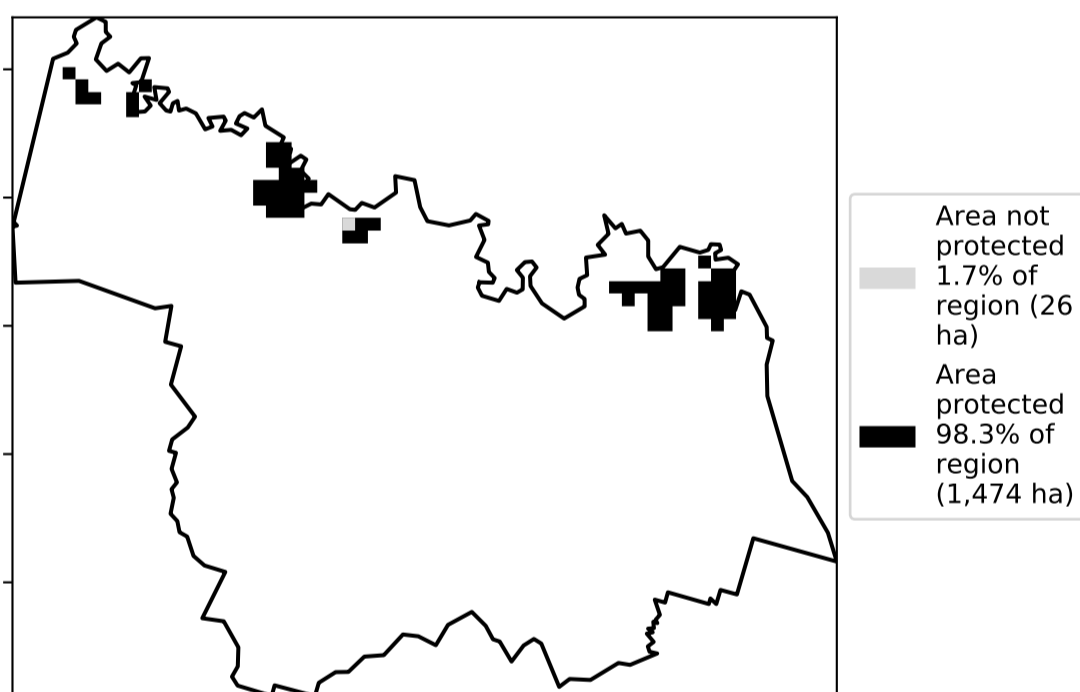 Area not
protected
1.7% of
region (26
ha)
Area
protected
98.3% of
region
(1,474 ha)